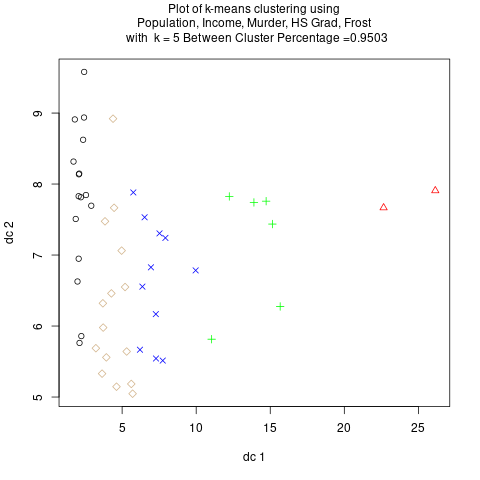 Plot of k-means clustering using
Population, Income, Murder, HS Grad, Frost
with  k = 5 Between Cluster Percentage =0.9503
dc 2
9
8
7
6
5
5 10 15 20 25
dc 1